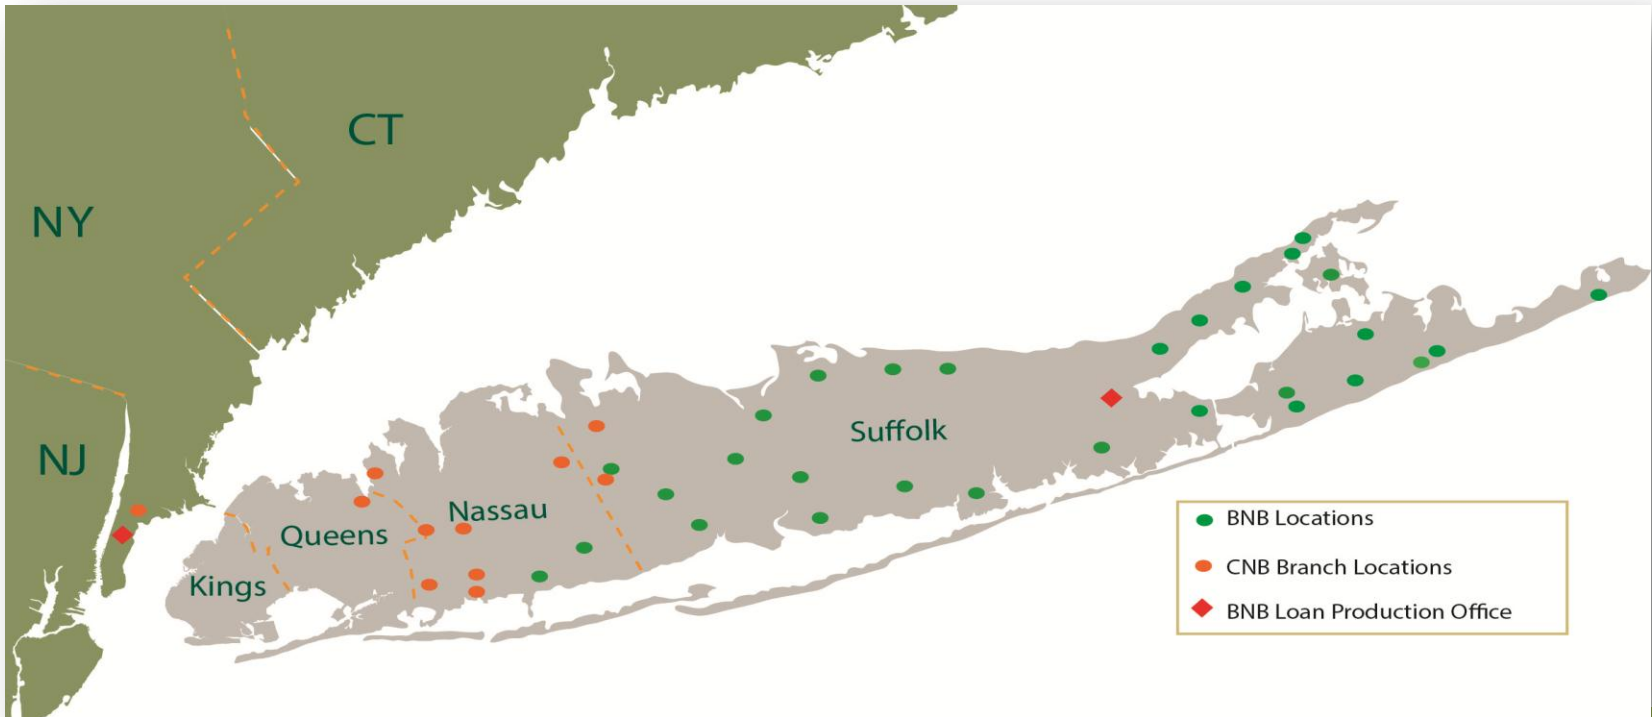 CT
NY
NJ
Suffolk
Nassau
Queens
Kings
BNB Locations
CNB Branch Locations
BNB Loan Production Office